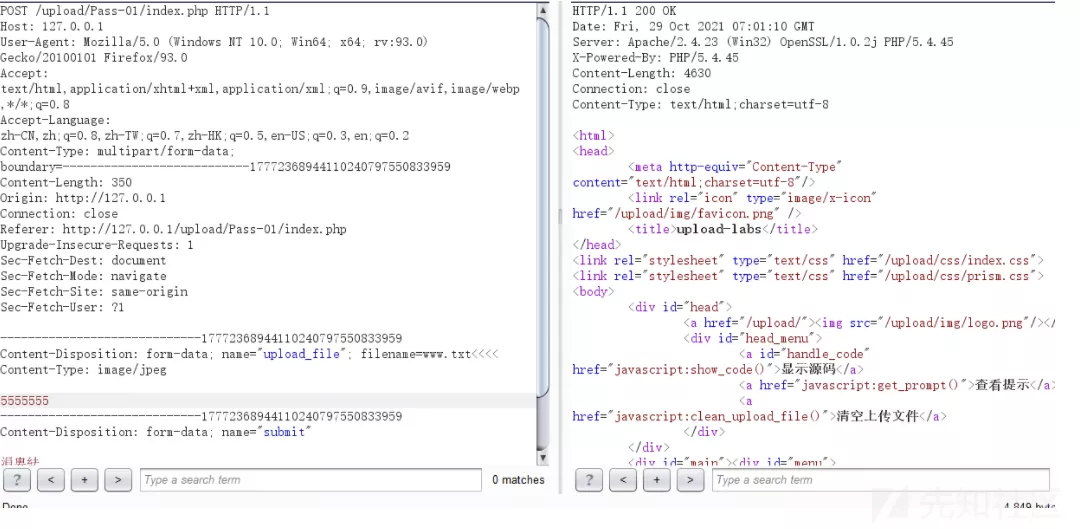 POST /upload/Pass-01/index.php HTTP/1.1
Host: 127.0.0.1
User-Agent: Mozilla/5.0 (Windows NT 10.0; Win64; x64; rv:93.0)
Gecko/20100101 Firefox/93.0
Accept:
text/html,application/xhtml+xml,application/xml;q=0.9,image/avif,image/webp
,*/*;q=0.8
Accept-Language:
zh-CN,zh;q=0.8,zh-TW;q=0.7,zh-HK;q=0.5,en-US;q=0.3,en;q=0.2
Content-Type: multipart/form-data;
boundary=---------------------------177723689441102407975508​33959
Content-Length: 350
Origin: http://127.0.0.1
Connection: close
Referer: http://127.0.0.1/upload/Pass-01/index.php
Upgrade-Insecure-Requests: 1
Sec-Fetch-Dest: document
Sec-Fetch-Mode: navigate
Sec-Fetch-Site: same-origin
Sec-Fetch-User: ?1
-----------------------------17772368944110240797550833959
Content-Disposition: form-data; name="upload_file"; filename=www.txt<<<<
Content-Type: image/jpeg
5555555
-----------------------------17772368944110240797550833959
Content-Disposition: form-data; name="submit"
? < + > Type a search term 0 matches
Done
HTTP/1.1 200 OK
Date: Fri, 29 Oct 2021 07:01:10 GMT
Server: Apache/2.4.23 (Win32) OpenSSL/1.0.2j PHP/5.4.45
X-Powered-By: PHP/5.4.45
Content-Length: 4630
Connection: close
Content-Type: text/html;charset=utf-8
<html>
<head>
<meta http-equiv="Content-Type"
content="text/html;charset=utf-8"/>
<link rel="icon" type="image/x-icon"
href="/upload/img/favicon.png" />
<title>upload-labs</title>
</head>
<link rel="stylesheet" type="text/css" href="/upload/css/index.css">
<link rel="stylesheet" type="text/css" href="/upload/css/prism.css">
<body>
<div id="head">
<a href="/upload/"><img src="/upload/img/logo.png"/></
<div id="head_menu">
<a id="handle_code"
href="javascript:show_code()">显示源码</a>
<a href="javascript:get_prompt()">查看提示</a>
<a
href="javascript:clean_upload_file()">清空上传文件</a>
</div>
</div>
<div id="main"><div id="menu">
? < + > Type a search term
先知社区
4,849